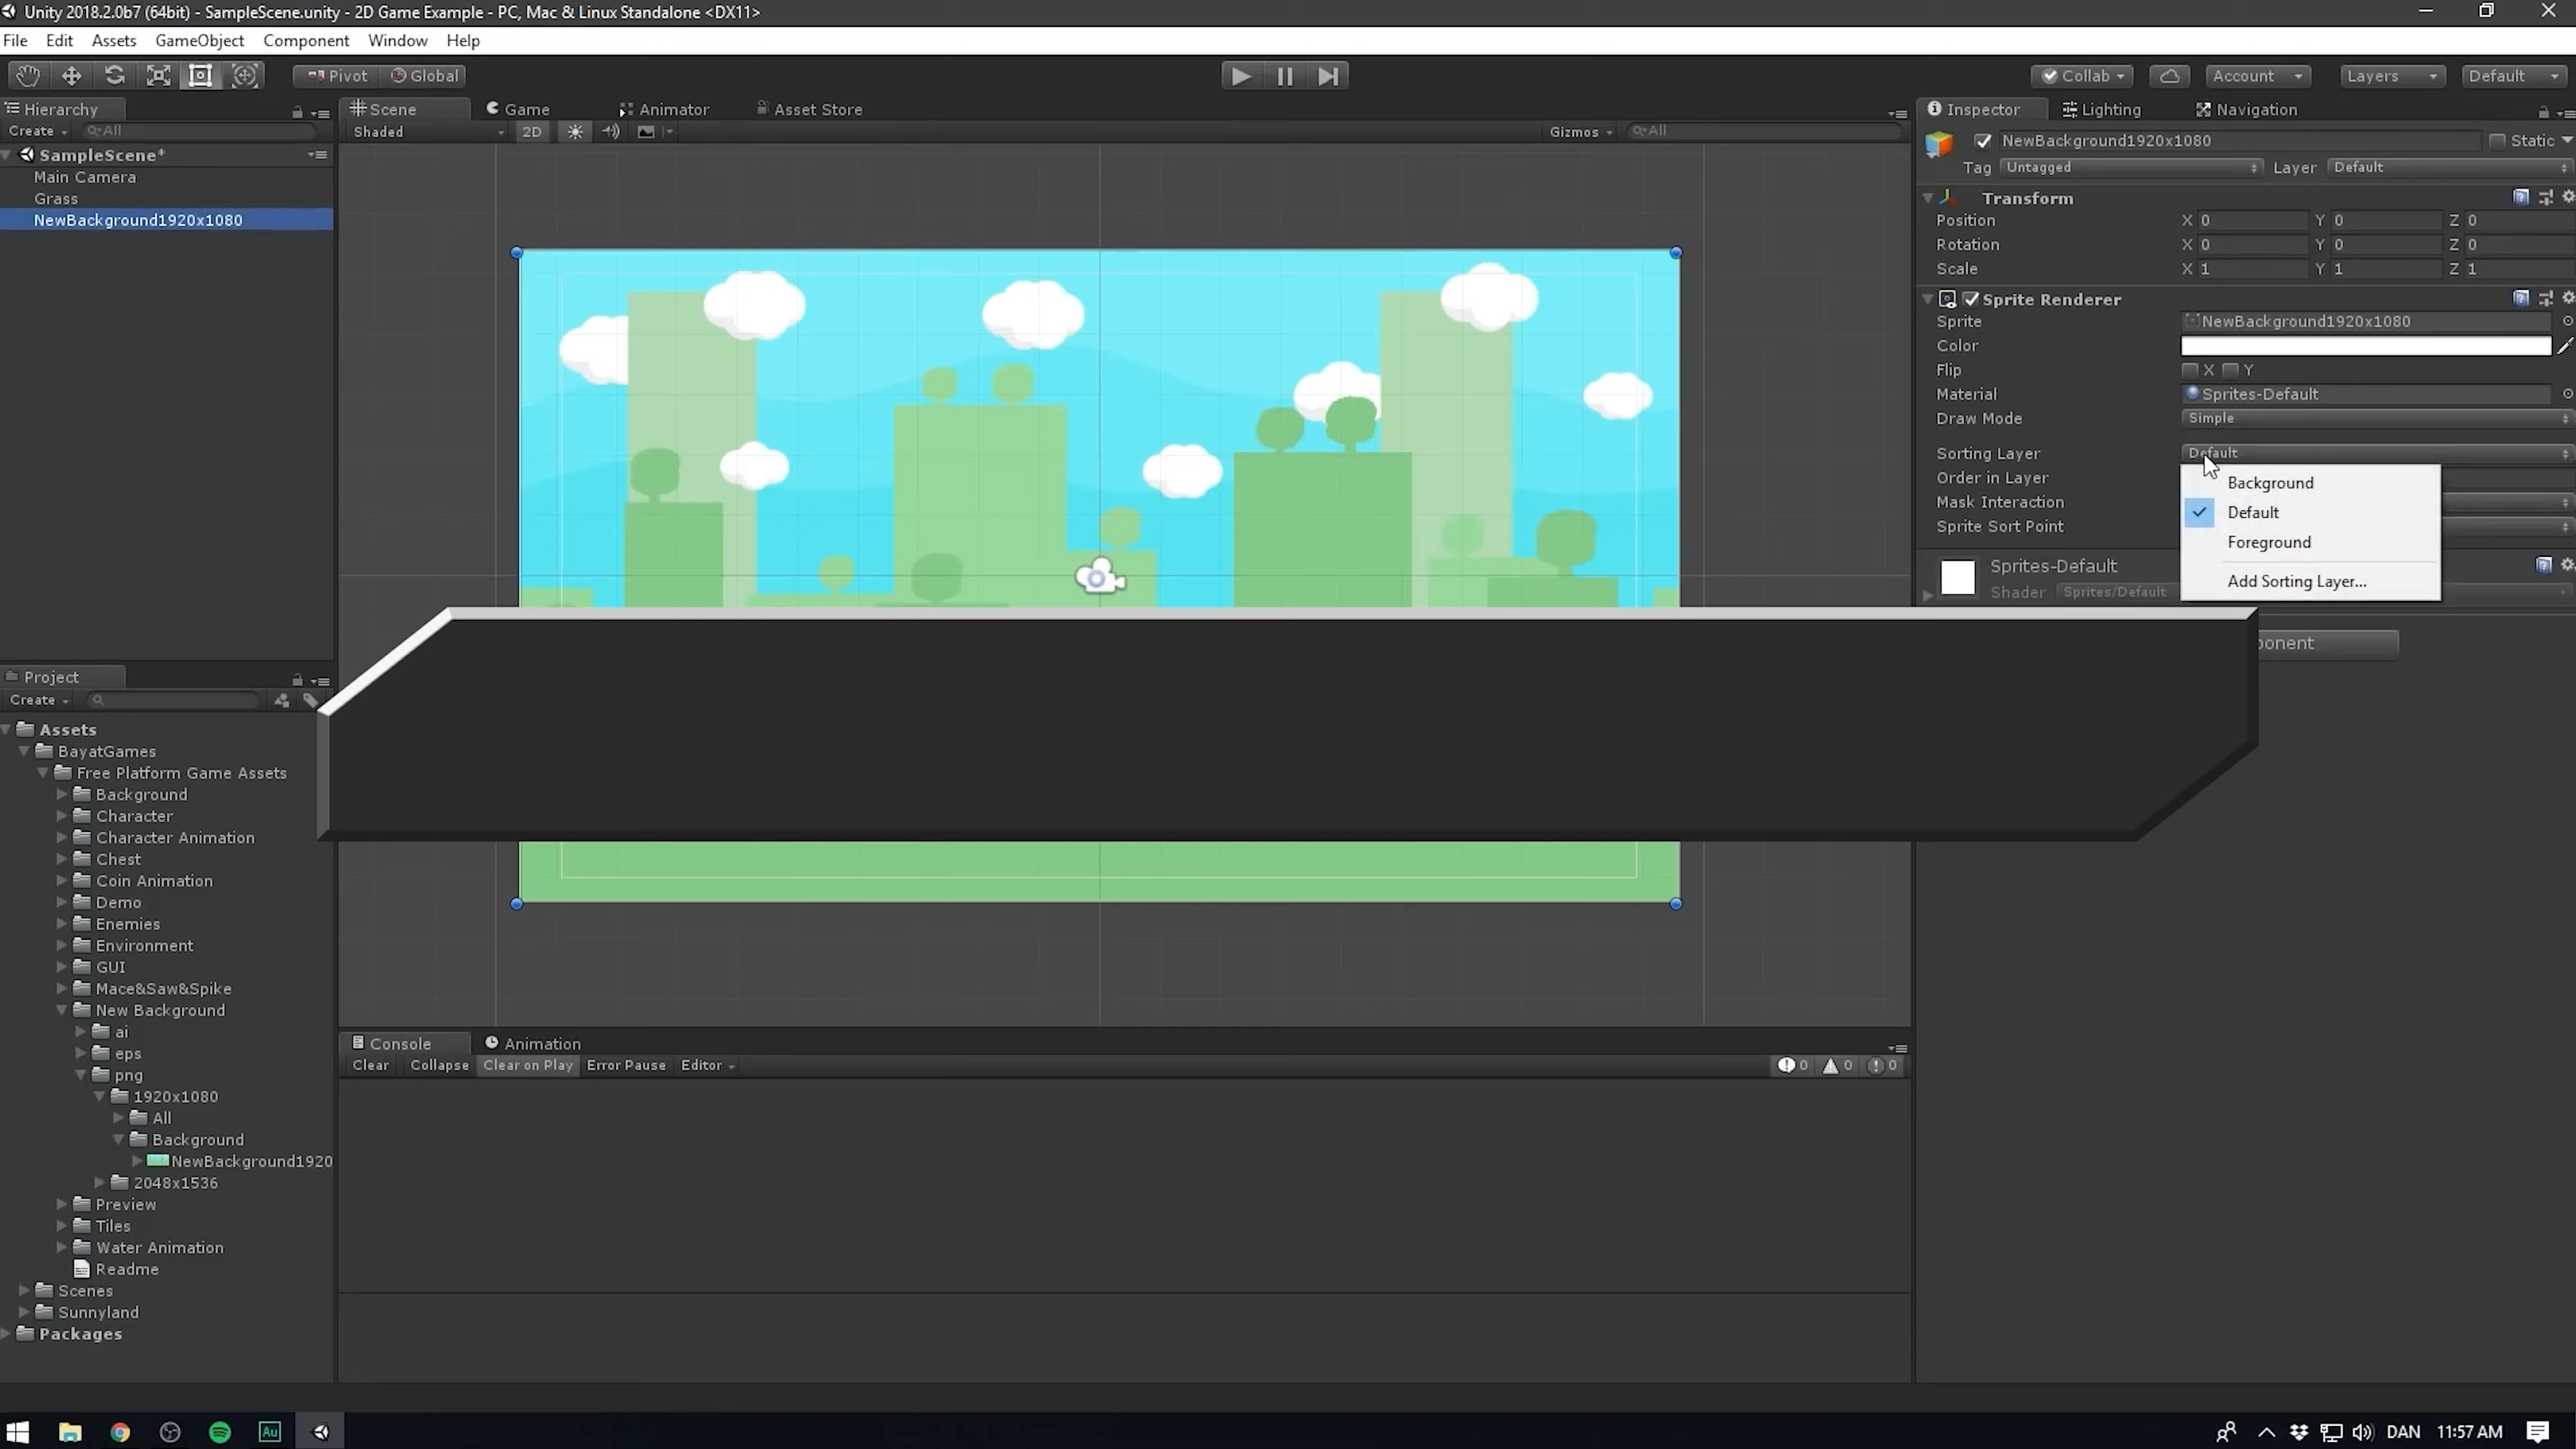 Unity 2018.2.0b7 (64bit) - SampleScene.unity - 2D Game Example - PC, Mac & Linux Standalone <DX11>
File Edit Assets GameObject Component Window Help
Pivot Global Collab Account Layers Default
Hierarchy
Create All
SampleScene*
Main Camera
Grass
NewBackground1920x1080
Scene Game Animator Asset Store
Shaded 2D Gizmos All
Inspector Lighting Navigation
NewBackground1920x1080 Static
Tag Untagged Layer Default
Transform
Position X 0 Y 0 Z 0
Rotation X 0 Y 0 Z 0
Scale X 1 Y 1 Z 1
Sprite Renderer
Sprite NewBackground1920x1080
Color
Flip X Y
Material Sprites-Default
Draw Mode Simple
Sorting Layer Default
Order in Layer
Mask Interaction
Sprite Sort Point
Background
Default
Foreground
Add Sorting Layer...
Sprites-Default
Shader Sprites/Default
ponent
Project
Create
Assets
BayatGames
Free Platform Game Assets
Background
Character
Character Animation
Chest
Coin Animation
Demo
Enemies
Environment
GUI
Mace&Saw&Spike
New Background
ai
eps
png
1920x1080
All
Background
NewBackground1920
2048x1536
Preview
Tiles
Water Animation
Readme
Scenes
Sunnyland
Packages
Console Animation
Clear Collapse Clear on Play Error Pause Editor 0 0 0
Au DAN 11:57 AM